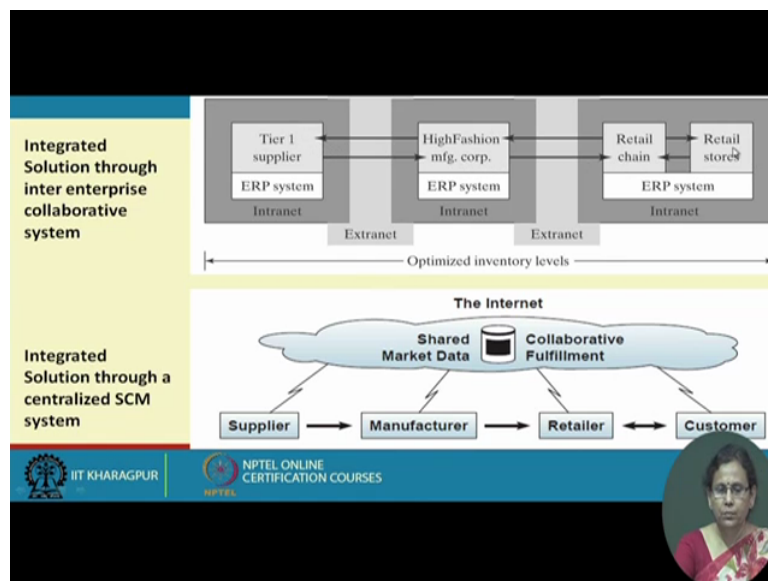 Integrated
Solution through
inter enterprise
collaborative
system
Tier 1
supplier
ERP system
Intranet
HighFashion
mfg. corp.
ERP system
Intranet
Retail
chain
Retail
stores
ERP system
Intranet
Extranet
Extranet
Optimized inventory levels
Integrated
Solution through a
centralized SCM
system
The Internet
Shared
Market Data
Collaborative
Fulfillment
Supplier
Manufacturer
Retailer
Customer
IIT KHARAGPUR
NPTEL
NPTEL ONLINE
CERTIFICATION COURSES